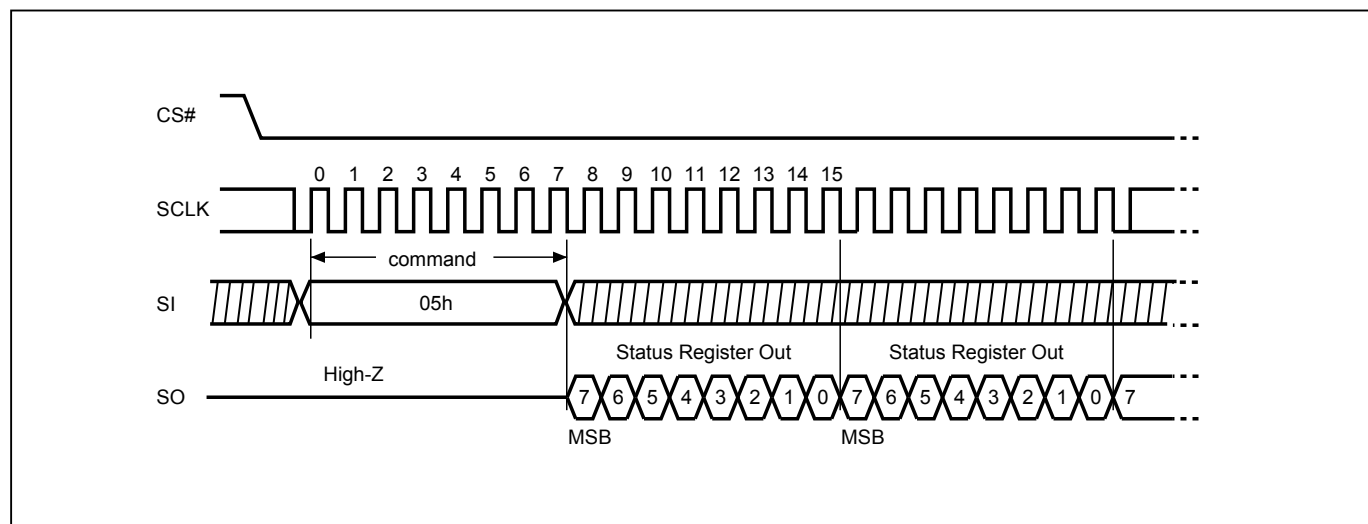 CS#
0 1 2 3 4 5 6 7 8 9 10 11 12 13 14 15
SCLK
command
SI
05h
Status Register Out Status Register Out
High-Z
SO
7 6 5 4 3 2 1 0 7 6 5 4 3 2 1 0 7
MSB MSB